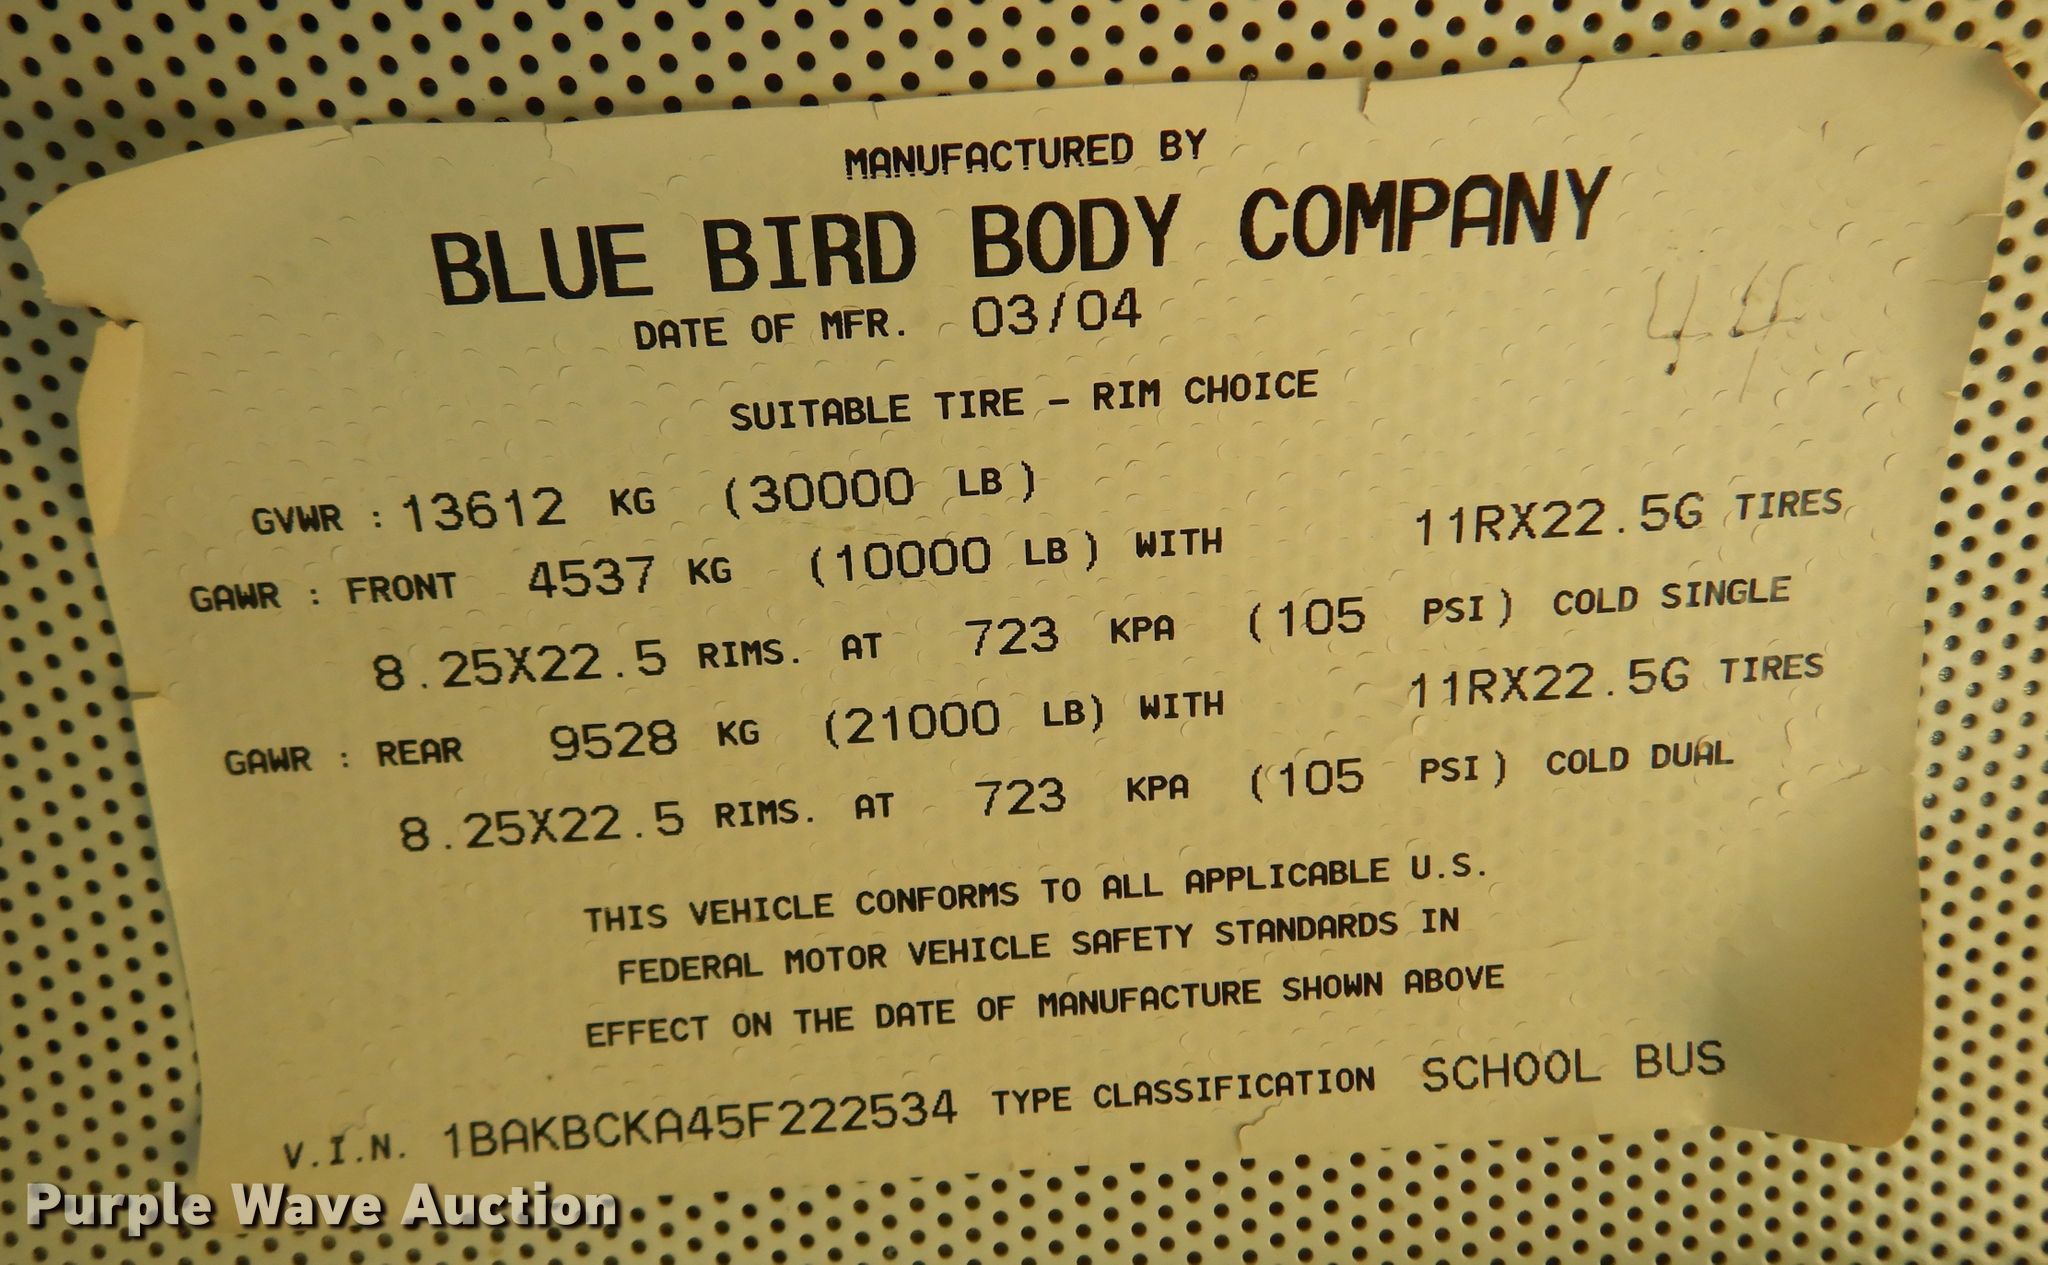 MANUFACTURED BY
BLUE BIRD BODY COMPANY
DATE OF MFR. 03/04
44
SUITABLE TIRE - RIM CHOICE
GVWR : 13612 KG (30000 LB)
GAWR : FRONT 4537 KG (10000 LB) WITH 11RX22.5G TIRES
8.25X22.5 RIMS. AT 723 KPA (105 PSI) COLD SINGLE
GAWR : REAR 9528 KG (21000 LB) WITH 11RX22.5G TIRES
8.25X22.5 RIMS. AT 723 KPA (105 PSI) COLD DUAL
THIS VEHICLE CONFORMS TO ALL APPLICABLE U.S.
FEDERAL MOTOR VEHICLE SAFETY STANDARDS IN
EFFECT ON THE DATE OF MANUFACTURE SHOWN ABOVE
V.I.N. 1BAKBCKA45F222534 TYPE CLASSIFICATION SCHOOL BUS
Purple Wave Auction